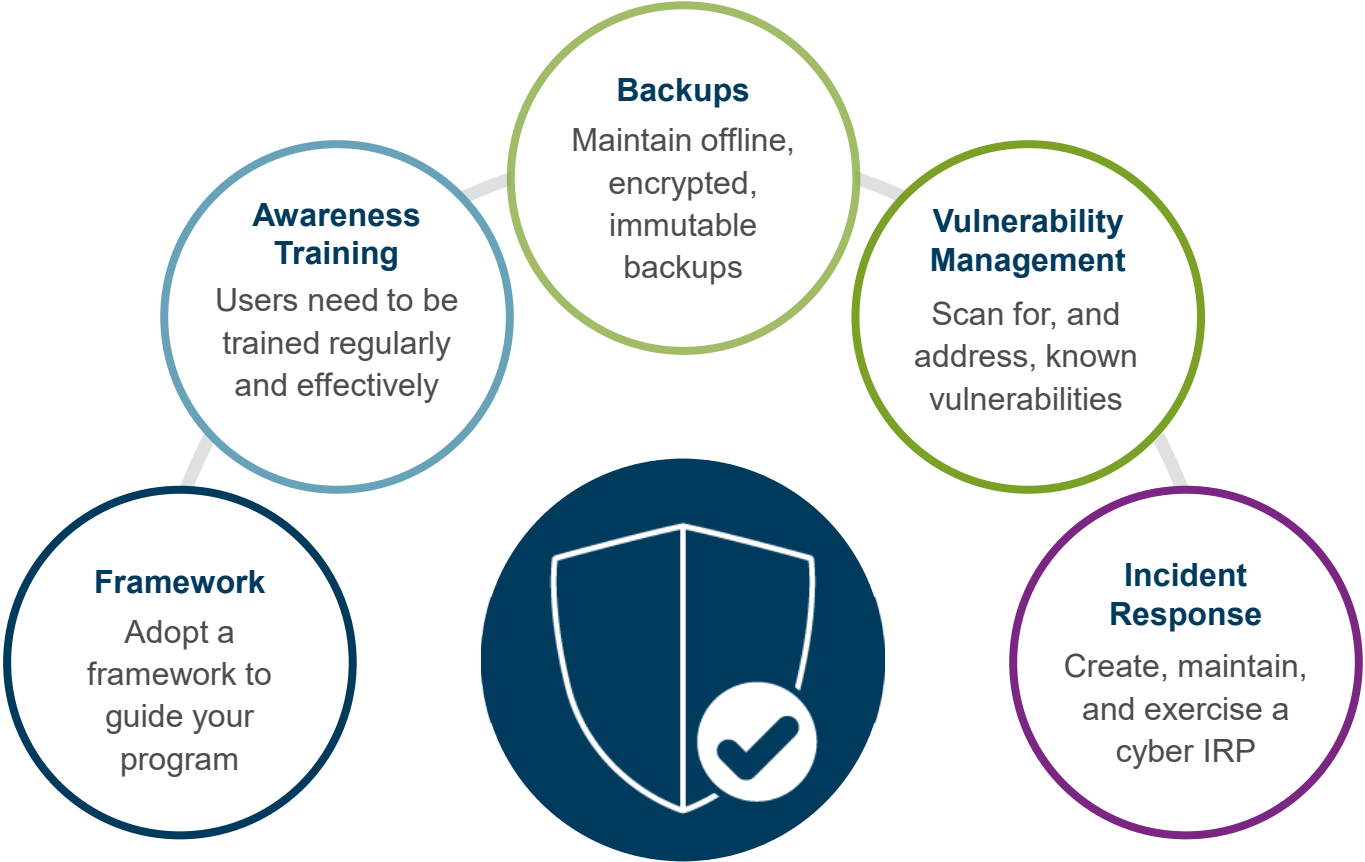 Framework
Adopt a
framework to
guide your
program
Awareness
Training
Users need to be
trained regularly
and effectively
Backups
Maintain offline,
encrypted,
immutable
backups
Vulnerability
Management
Scan for, and
address, known
vulnerabilities
Incident
Response
Create, maintain,
and exercise a
cyber IRP